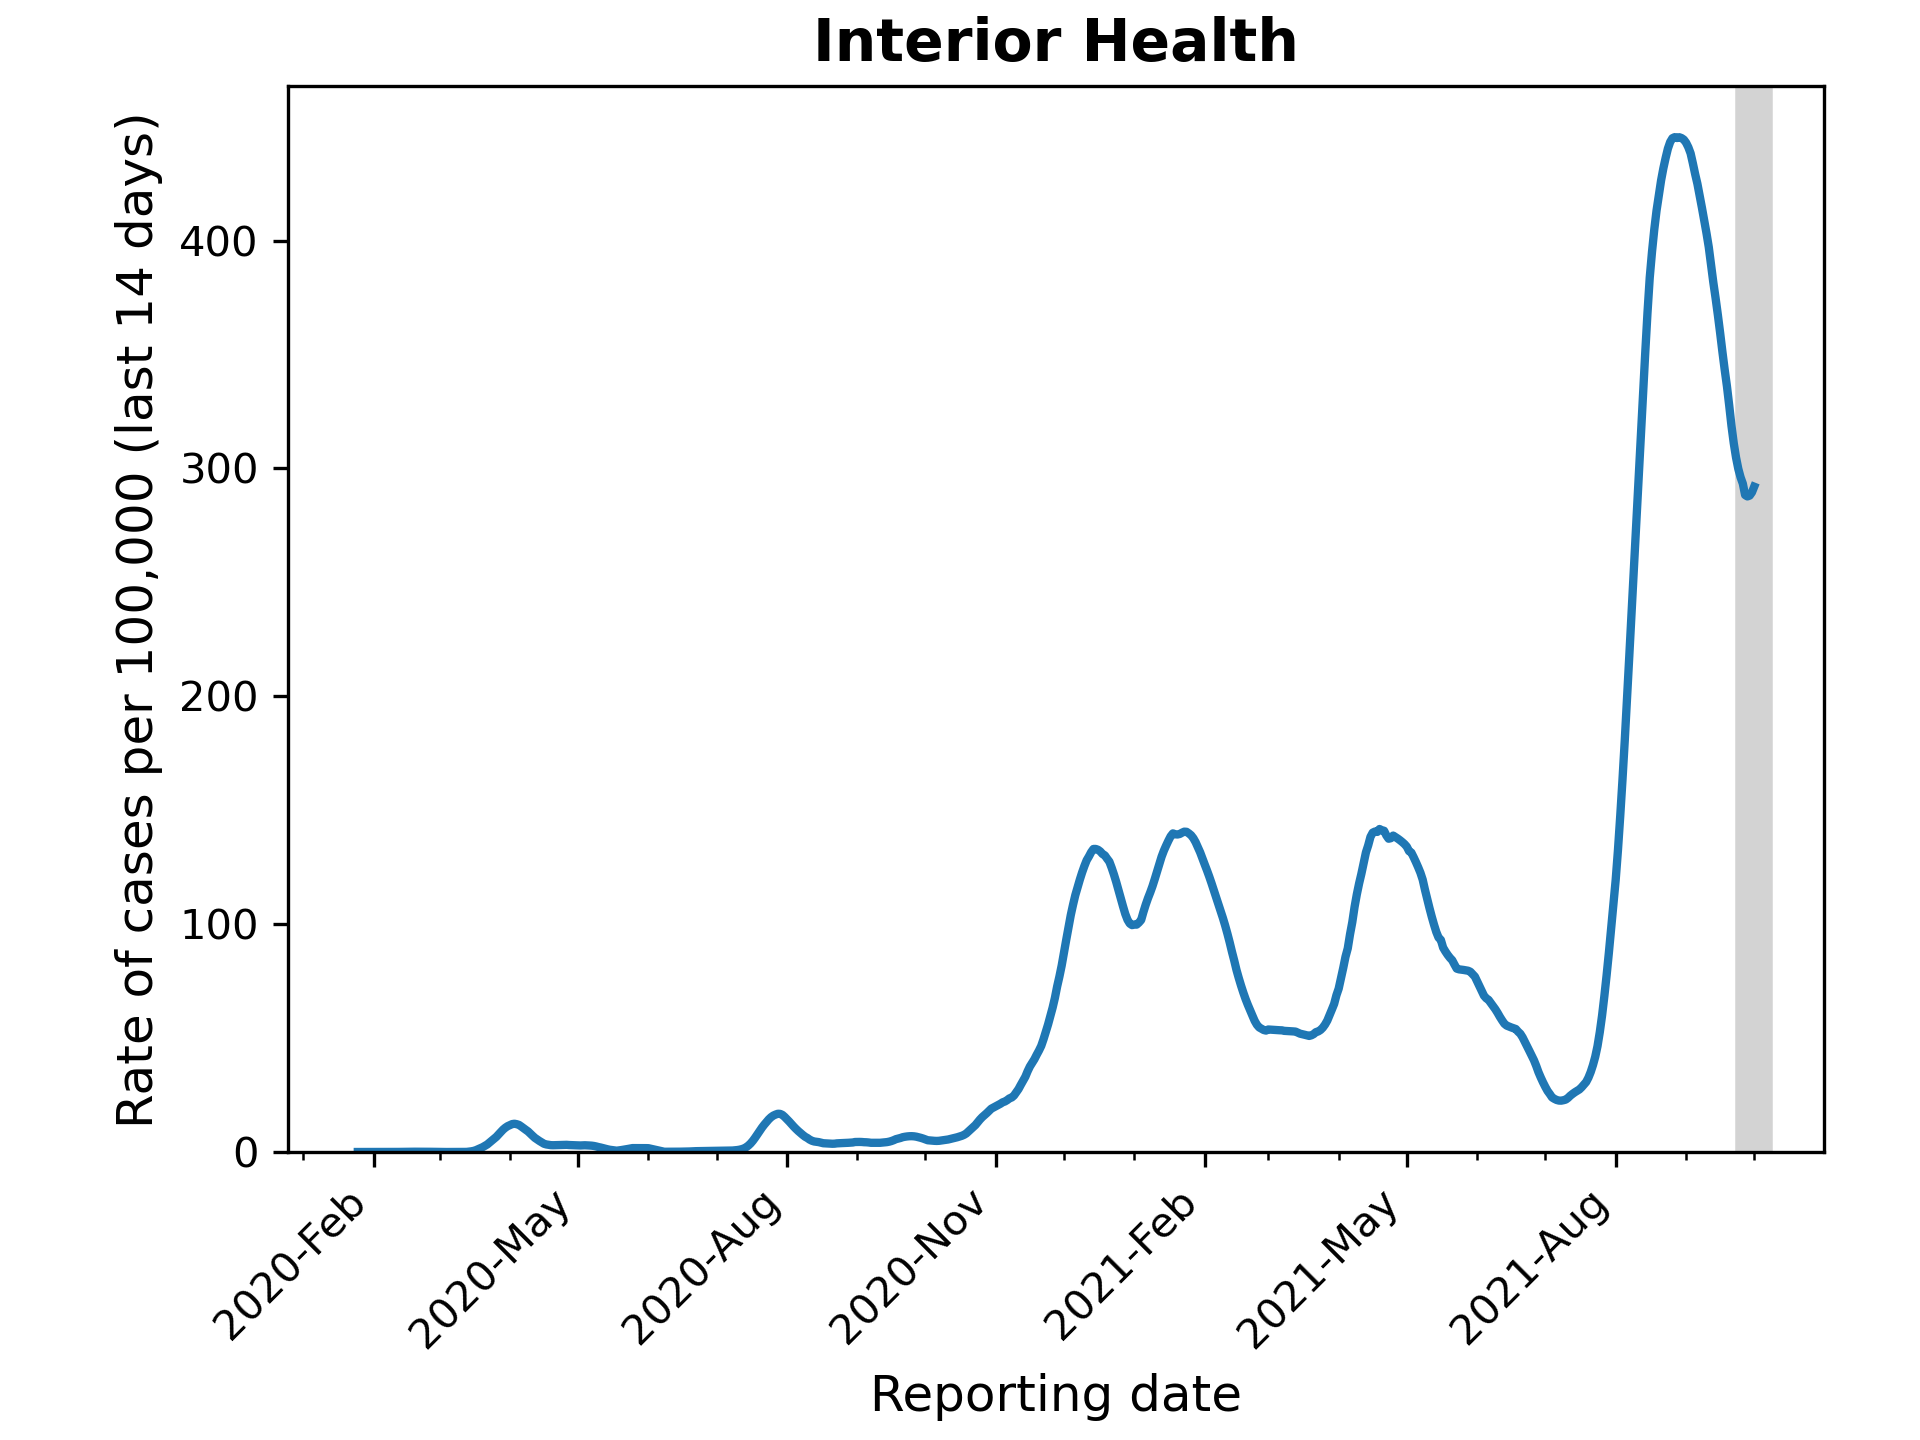 Interior Health
Rate of cases per 100,000 (last 14 days)
400
300
200
100
0
2020-Feb
2020-May
2020-Aug
2020-Nov
2021-Feb
2021-May
2021-Aug
Reporting date